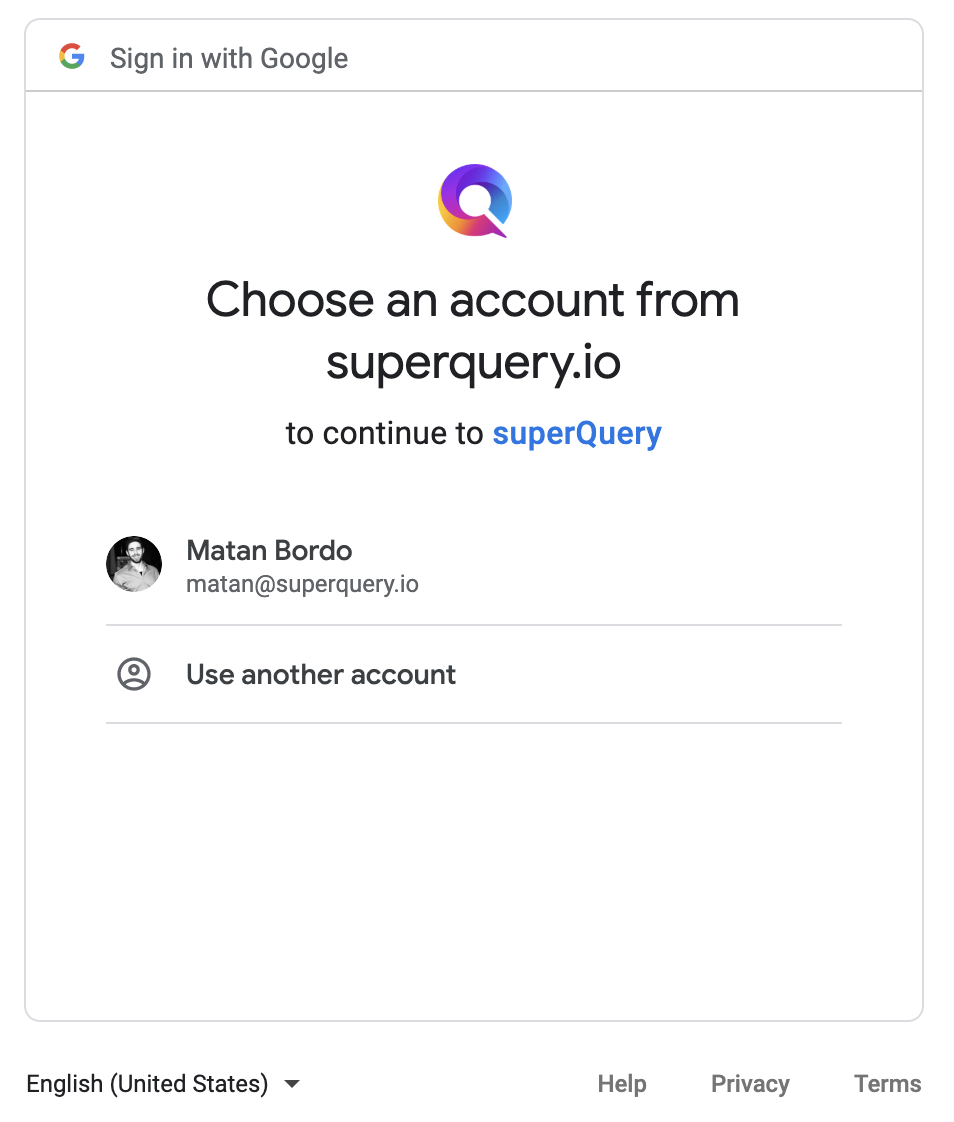 Sign in with Google
Choose an account from
superquery.io
to continue to superQuery
Matan Bordo
matan@superquery.io
Use another account
English (United States)
Help Privacy Terms